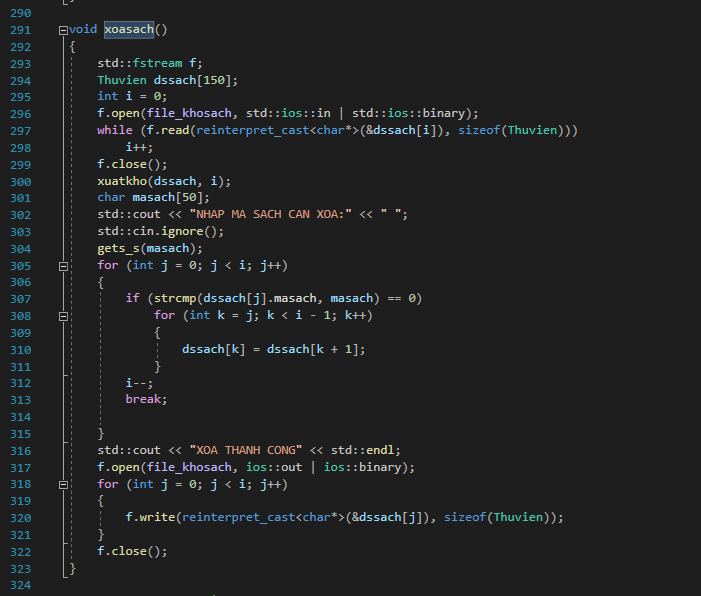 290
291 void xoasach()
292 {
293 std::fstream f;
294 Thuvien dssach[150];
295 int i = 0;
296 f.open(file_khosach, std::ios::in | std::ios::binary);
297 while (f.read(reinterpret_cast<char*>(&dssach[i]), sizeof(Thuvien)))
298 i++;
299 f.close();
300 xuatkho(dssach, i);
301 char masach[50];
302 std::cout << "NHAP MA SACH CAN XOA:" << " ";
303 std::cin.ignore();
304 gets_s(masach);
305 for (int j = 0; j < i; j++)
306 {
307 if (strcmp(dssach[j].masach, masach) == 0)
308 for (int k = j; k < i - 1; k++)
309 {
310 dssach[k] = dssach[k + 1];
311 }
312 i--;
313 break;
314
315 }
316 std::cout << "XOA THANH CONG" << std::endl;
317 f.open(file_khosach, ios::out | ios::binary);
318 for (int j = 0; j < i; j++)
319 {
320 f.write(reinterpret_cast<char*>(&dssach[j]), sizeof(Thuvien));
321 }
322 f.close();
323 }
324